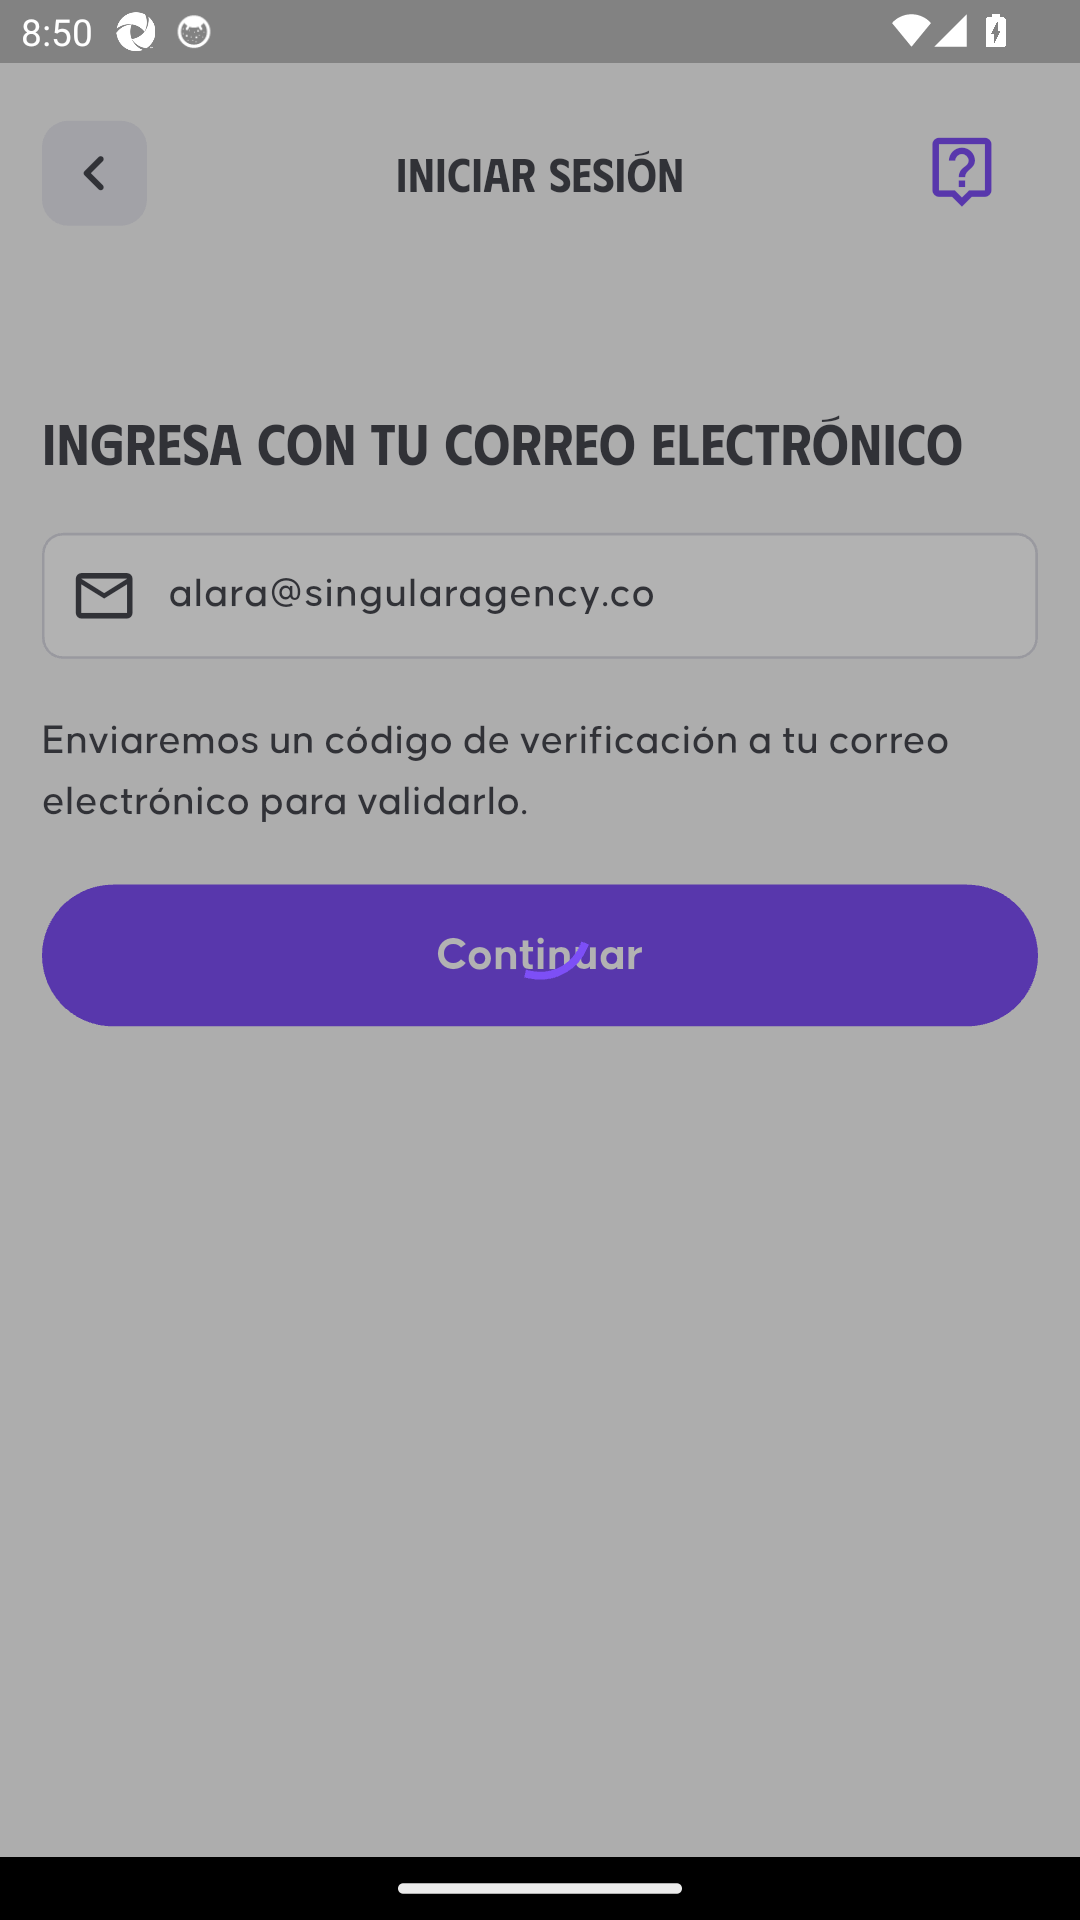 8:50
INICIAR SESIÓN
INGRESA CON TU CORREO ELECTRÓNICO
alara@singularagency.co
Enviaremos un código de verificación a tu correo
electrónico para validarlo.
Continuar